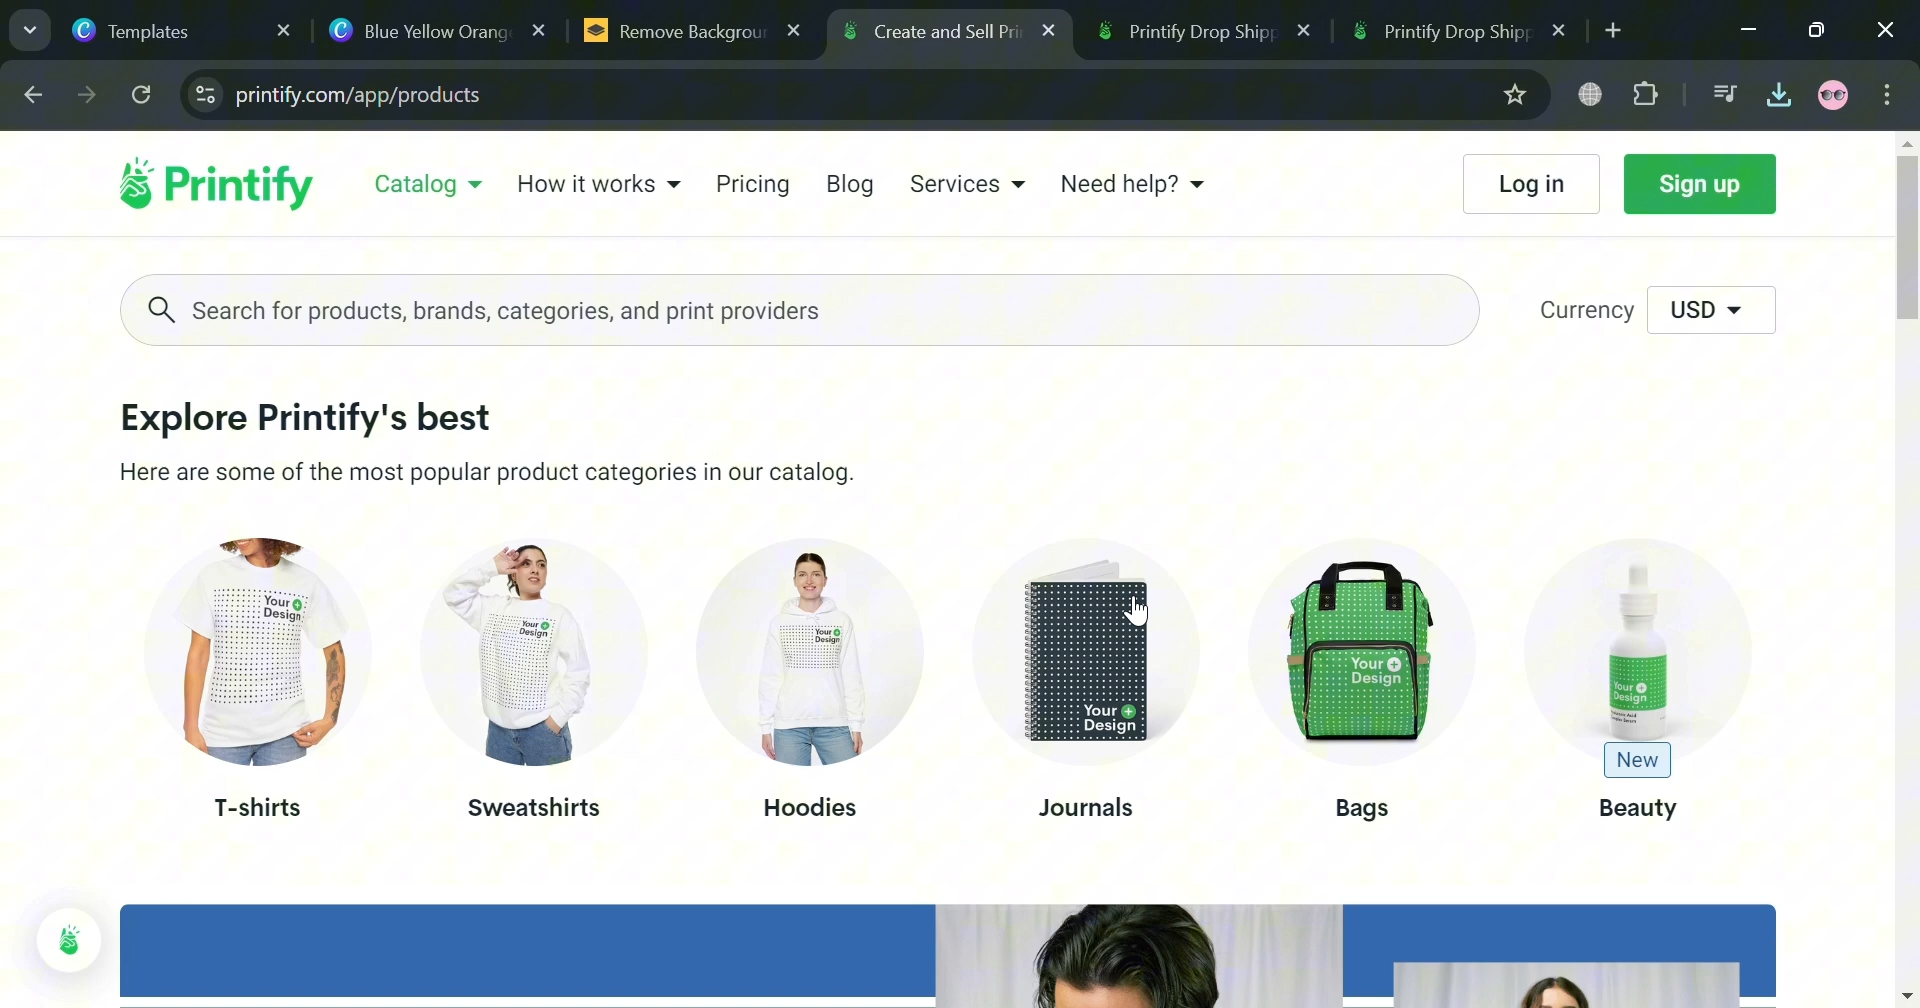 Templates
Blue Yellow Orang
Remove Backgrour
Create and Sell Pri
Printify Drop Shipp
Printify Drop Shipp
printify.com/app/products
Printify
Catalog
How it works
Pricing
Blog
Services
Need help?
Log in
Sign up
Search for products, brands, categories, and print providers
Currency
USD
Explore Printify's best
Here are some of the most popular product categories in our catalog.
Your
Design
Your
Design
Your
Design
Your
Design
Your
Design
Your
Design
New
T-shirts
Sweatshirts
Hoodies
Journals
Bags
Beauty